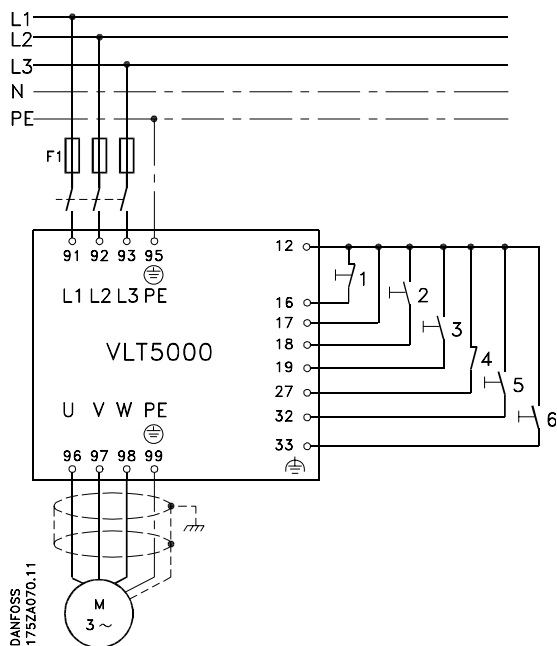 L1
L2
L3
N
PE
F1
91 92 93 95
L1 L2 L3 PE
VLT5000
U V W PE
96 97 98 99
12
16
17
18
19
27
32
33
1
2
3
4
5
6
M
3 ~
DANFOSS
175ZA070.11